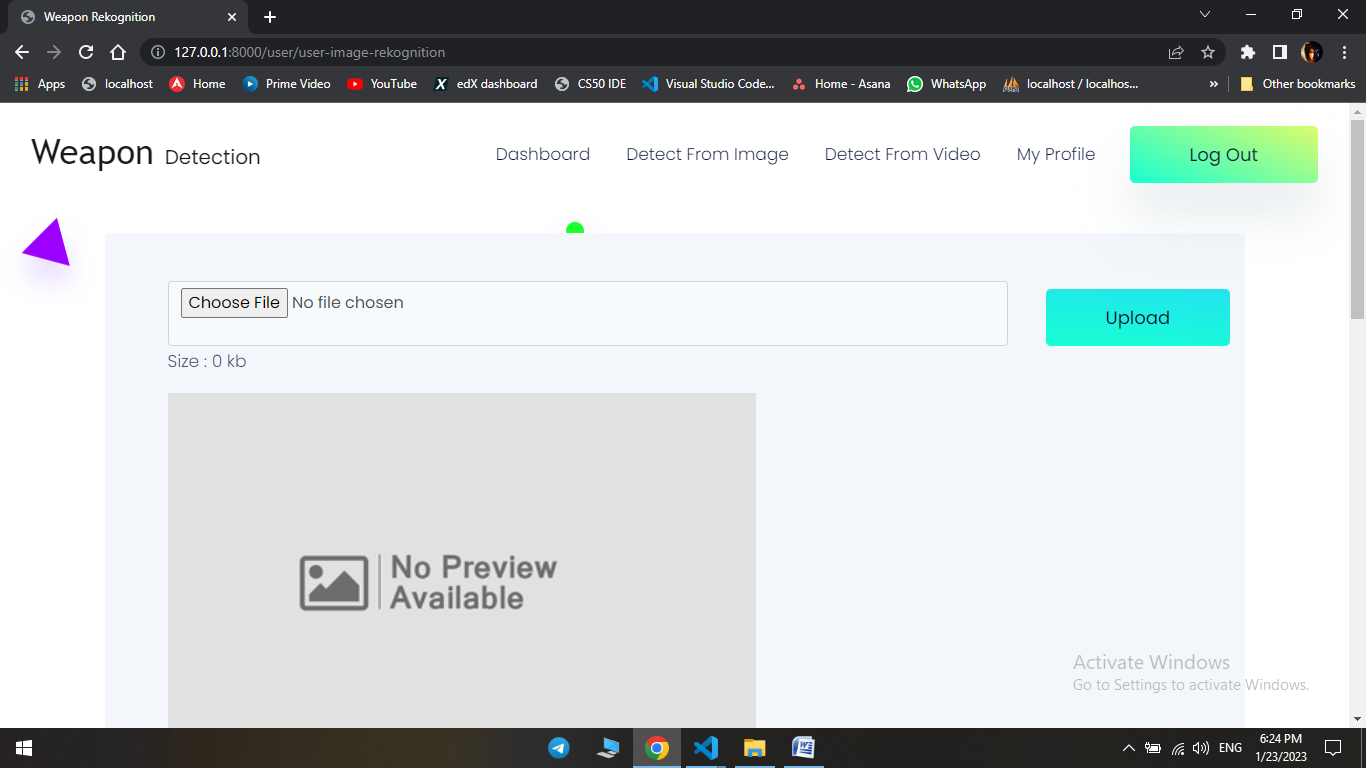 Weapon Rekognition
127.0.0.1:8000/user/user-image-rekognition
Apps localhost Home Prime Video YouTube edX dashboard CS50 IDE Visual Studio Code... Home - Asana WhatsApp localhost / localhos... » Other bookmarks
Weapon Detection Dashboard Detect From Image Detect From Video My Profile Log Out
Choose File No file chosen
Upload
Size : 0 kb
No Preview
Available
Activate Windows
Go to Settings to activate Windows.
ENG 6:24 PM
1/23/2023